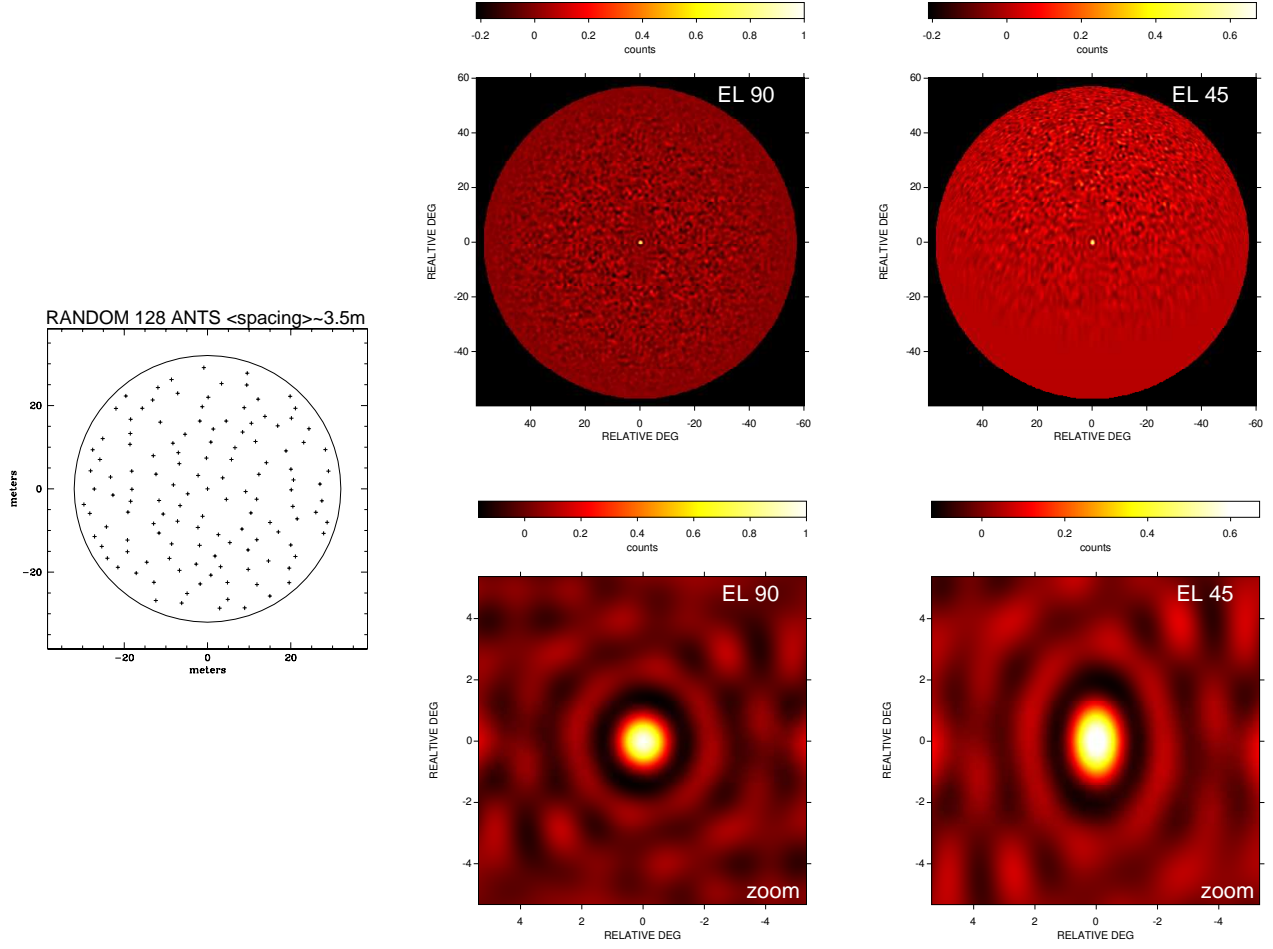 -0.2 0 0.2 0.4 0.6 0.8 1
counts
-0.2 0 0.2 0.4 0.6
counts
EL 90
60
40
20
0
-20
-40
REALTIVE DEG
40 20 0 -20 -40 -60
RELATIVE DEG
EL 45
60
40
20
0
-20
-40
REALTIVE DEG
40 20 0 -20 -40 -60
RELATIVE DEG
RANDOM 128 ANTS <spacing>~3.5m
20
0
-20
meters
-20 0 20
meters
0 0.2 0.4 0.6 0.8 1
counts
0 0.2 0.4 0.6
counts
EL 90
4
2
0
-2
-4
REALTIVE DEG
zoom
4 2 0 -2 -4
RELATIVE DEG
EL 45
4
2
0
-2
-4
REALTIVE DEG
zoom
4 2 0 -2 -4
RELATIVE DEG